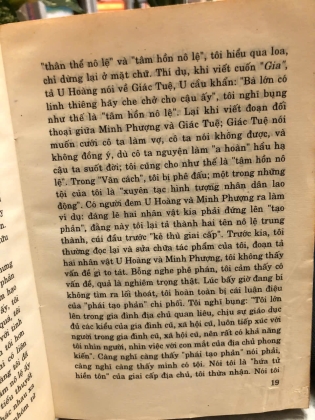 "thân thể nô lệ" và "tâm hồn nô lệ", tôi hiểu qua loa,
chỉ dừng lại ở mặt chữ. Thí dụ, khi viết cuốn "Gia",
tả U Hoàng nói về Giác Tuệ, U cầu khẩn: "Bá lớn có
linh thiêng hãy che chở cho cậu ấy", tôi nghĩ bụng
như thế là "tâm hồn nô lệ". Lại khi viết đoạn đối
thoại giữa Minh Phượng và Giác Tuệ; Giác Tuệ nói
muốn cưới cô ta làm vợ, cô ta nói không được, và
không đồng ý, dù cô ta nguyện làm "a hoàn" hầu hạ
cậu ta suốt đời; tôi cũng cho như thế là "tâm hồn nô
lệ". Trong "Văn cách", tôi bị phê đấu; một trong những
tội của tôi là "xuyên tạc hình tượng nhân dân lao
động". Có người đem U Hoàng và Minh Phượng ra làm
ví dụ: đáng lẽ hai nhân vật kia phải đứng lên "tạo
phản", đằng này tôi lại tả thành hai tên nô lệ trung
thành, cúi đầu trước "kẻ thù giai cấp". Trước kia, tôi
thường đọc lại và sửa chữa tác phẩm của tôi, đoạn tả
hai nhân vật U Hoàng và Minh Phượng, tôi không thấy
vấn đề gì to tát. Bỗng nghe phê phán, tôi cảm thấy có
vấn đề, quả là nghiêm trọng thật. Lúc bấy giờ đang bí
không tìm ra lối thoát, tôi hoàn toàn bị cái luận điệu
của "phái tạo phản" chi phối. Tôi nghĩ bụng: "Tôi lớn
lên trong gia đình địa chủ quan liêu, chịu sự giáo dục
đủ các kiểu của gia đình cũ, xã hội cũ, luôn tiếp xúc với
người trong gia đình cũ, xã hội cũ, nên rất có khả năng
tôi nhìn người, nhìn việc với con mắt của địa chủ phong
kiến". Càng nghĩ càng thấy "phái tạo phản" nói phải,
càng nghĩ càng thấy mình có tội. Nói tôi là "hứa tử
hiển tôn" của giai cấp địa chủ, tôi thừa nhận. Nói tôi
19